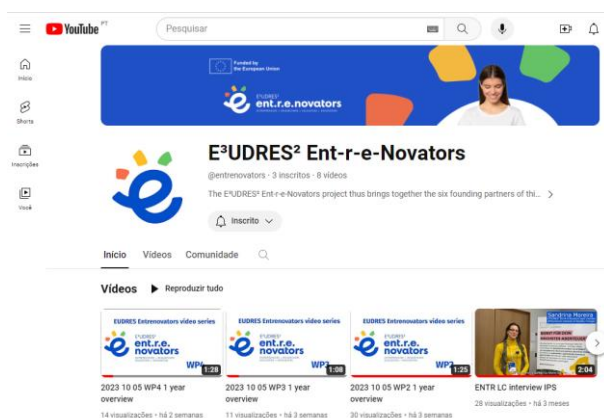 YouTube PT
Pesquisar
Início
Shorts
Inscrições
Você
Funded by
the European Union
E³UDRES²
ent.r.e.novators
E³UDRES² Ent-r-e-Novators
@entrenovators · 3 inscritos · 8 vídeos
The E³UDRES² Ent-r-e-Novators project thus brings together the six founding partners of thi...
Inscrito
Início Vídeos Comunidade
Vídeos Reproduzir tudo
EUDRES Entrenovators video series
E³UDRES²
ent.r.e.
novators
WP4
1:28
2023 10 05 WP4 1 year
overview
14 visualizações · há 2 semanas
EUDRES Entrenovators video series
E³UDRES²
ent.r.e.
novators
WP3
1:08
2023 10 05 WP3 1 year
overview
11 visualizações · há 3 semanas
EUDRES Entrenovators video series
E³UDRES²
ent.r.e.
novators
WP2
1:25
2023 10 05 WP2 1 year
overview
30 visualizações · há 3 semanas
Sandrina Moreira
2:04
ENTR LC interview IPS
28 visualizações · há 3 meses